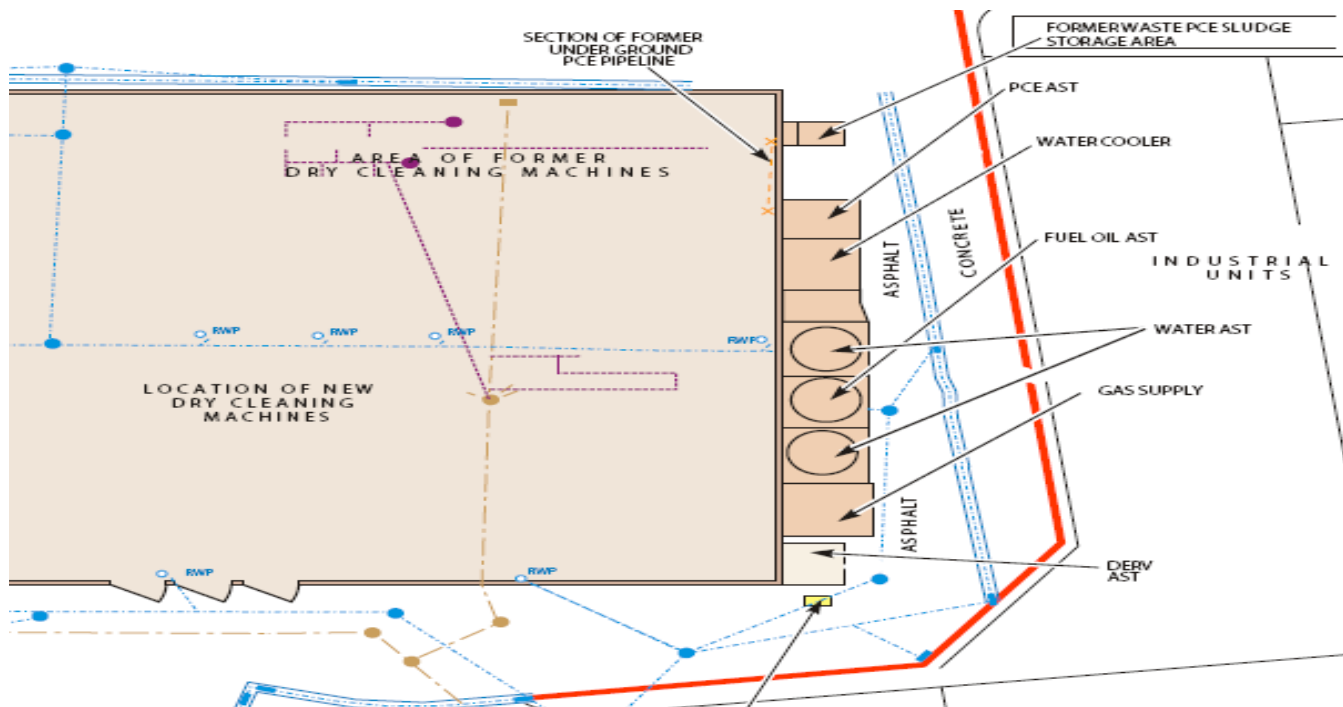 FORMER WASTE PCE SLUDGE
STORAGE AREA
SECTION OF FORMER
UNDER GROUND
PCE PIPELINE
PCE AST
WATER COOLER
AREA OF FORMER
DRY CLEANING MACHINES
FUEL OIL AST
ASPHALT
CONCRETE
INDUSTRIAL
UNITS
RWP
RWP
RWP
RWP
WATER AST
LOCATION OF NEW
DRY CLEANING
MACHINES
GAS SUPPLY
ASPHALT
DERV
AST
RWP
RWP